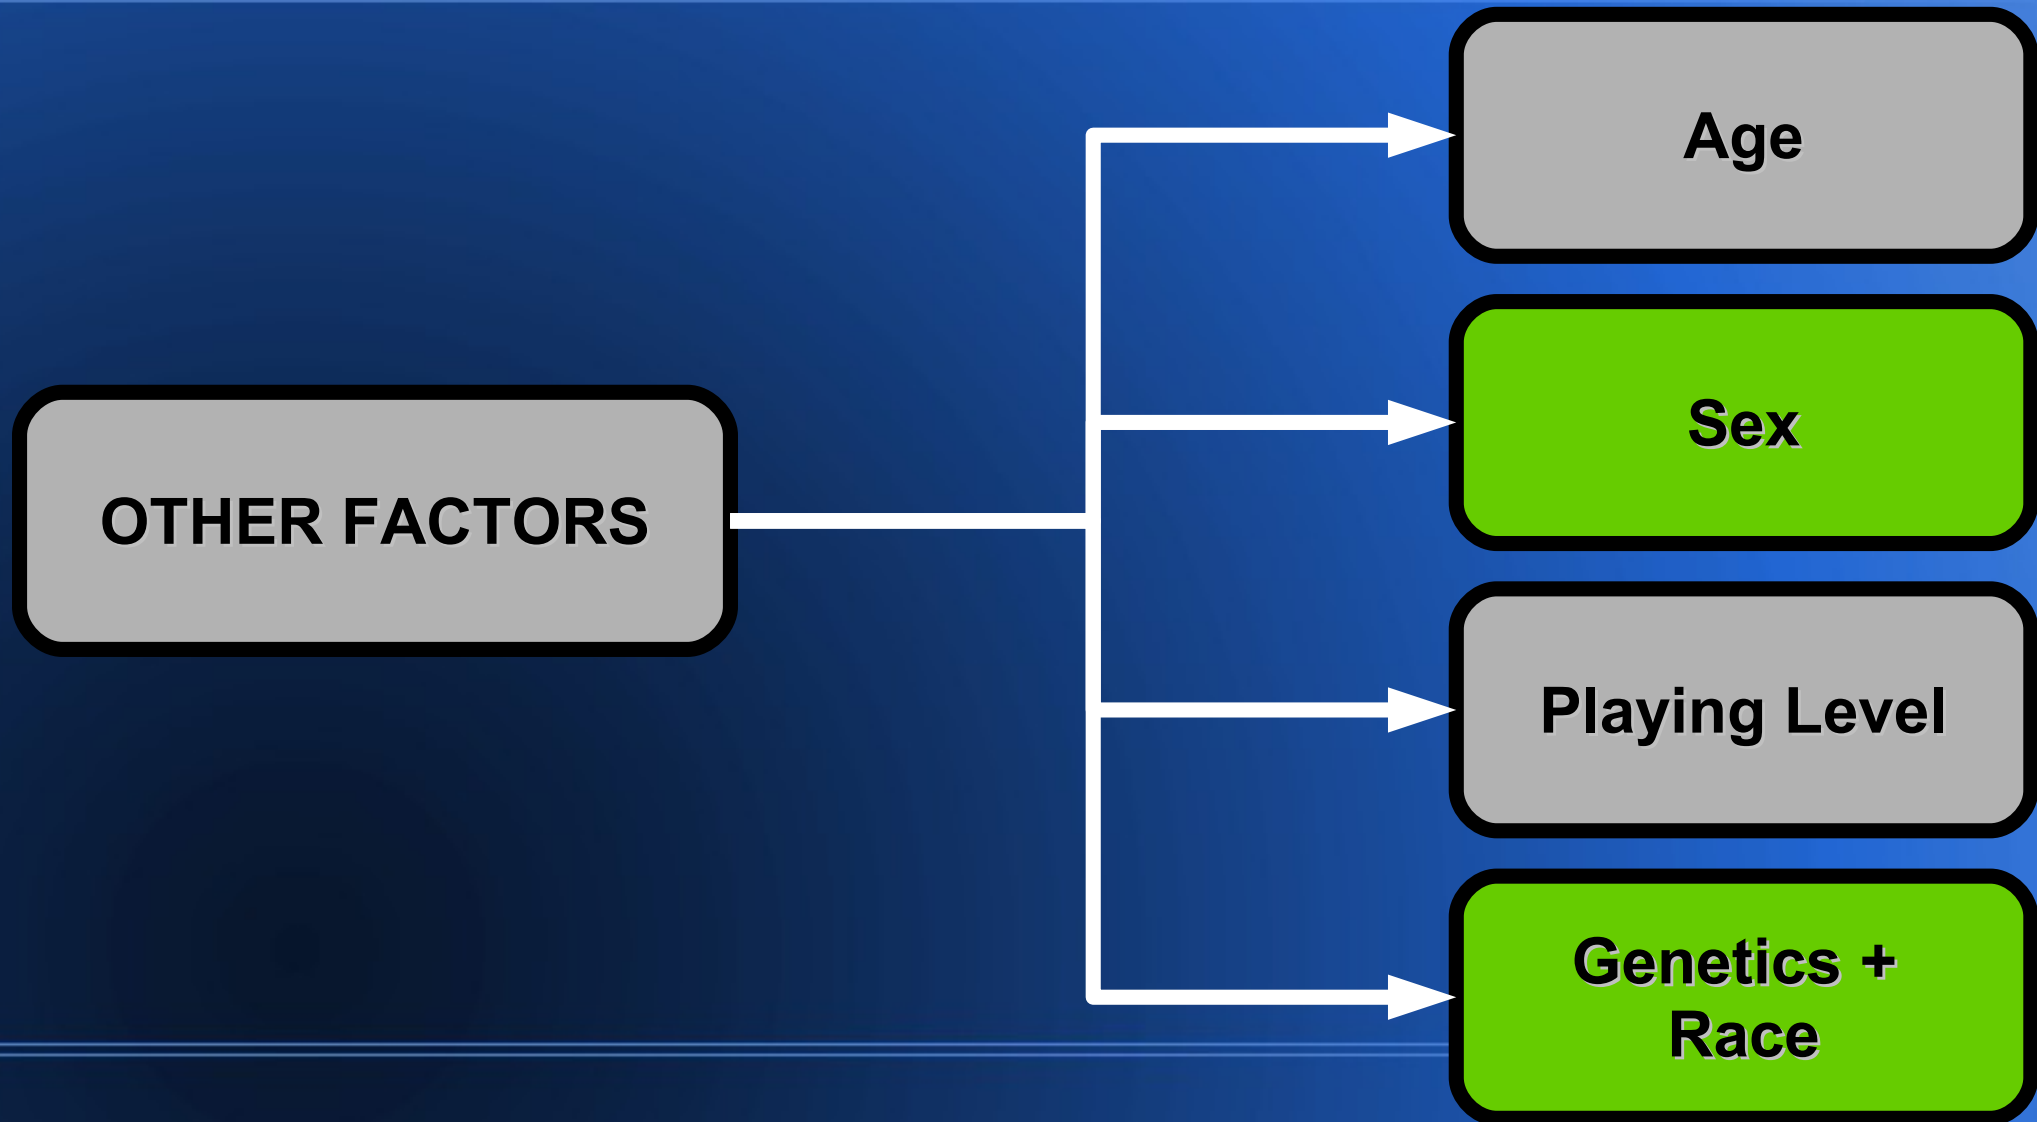 Age
Sex
OTHER FACTORS
Playing Level
Genetics +
Race